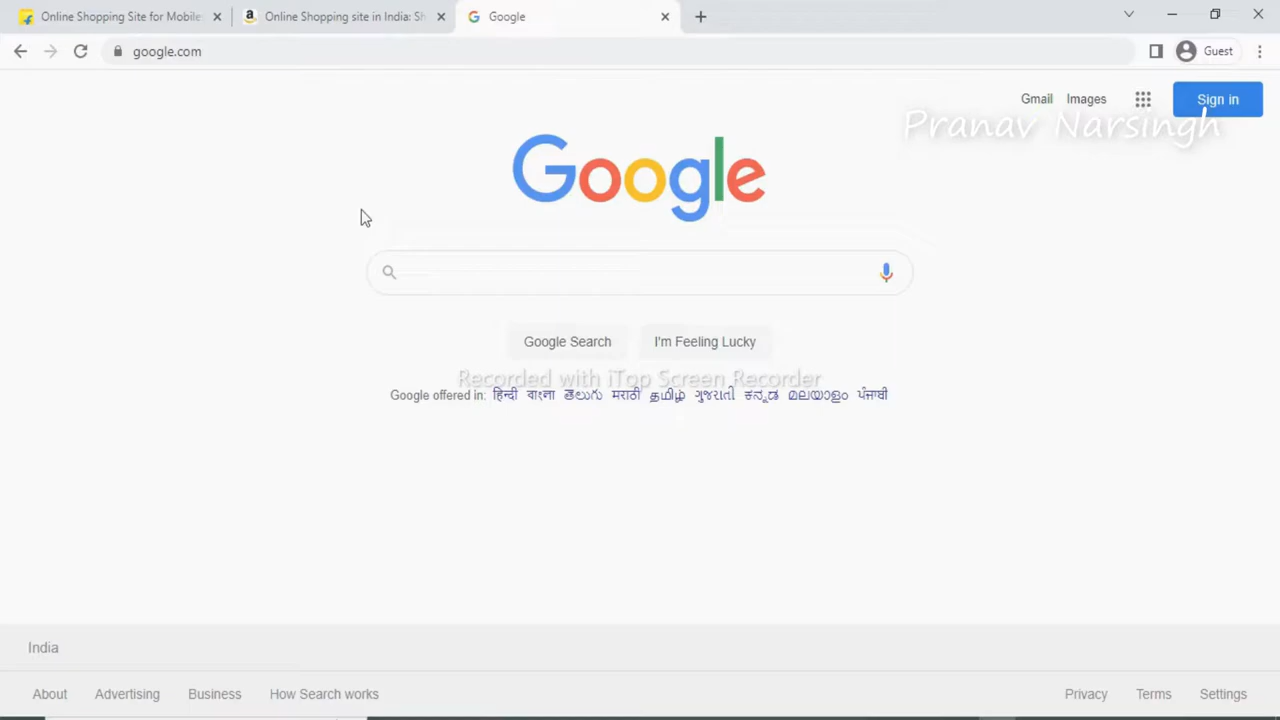 Online Shopping Site for Mobile
Online Shopping site in India: Sh
Google
google.com
Guest
Gmail
Images
Sign in
Pranav Narsingh
Google
Google Search
I'm Feeling Lucky
Recorded with iTop Screen Recorder
Google offered in: हिन्दी বাংলা తెలుగు मराठी தமிழ் ગુજરાતી ಕನ್ನಡ മലയാളം ਪੰਜਾਬੀ
India
About Advertising Business How Search works Privacy Terms Settings